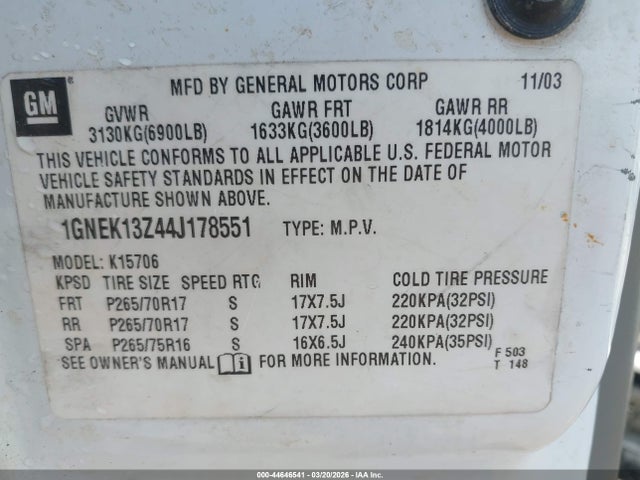 GM
MFD BY GENERAL MOTORS CORP 11/03
GVWR GAWR FRT GAWR RR
3130KG(6900LB) 1633KG(3600LB) 1814KG(4000LB)
THIS VEHICLE CONFORMS TO ALL APPLICABLE U.S. FEDERAL MOTOR
VEHICLE SAFETY STANDARDS IN EFFECT ON THE DATE OF
MANUFACTURE SHOWN ABOVE.
1GNEK13Z44J178551 TYPE: M.P.V.
MODEL: K15706
KPSD TIRE SIZE SPEED RTG RIM COLD TIRE PRESSURE
FRT P265/70R17 S 17X7.5J 220KPA(32PSI)
RR P265/70R17 S 17X7.5J 220KPA(32PSI)
SPA P265/75R16 S 16X6.5J 240KPA(35PSI)
SEE OWNER'S MANUAL i FOR MORE INFORMATION.
F 503
T 148
000-44646541 - 03/20/2026 - IAAI.COM